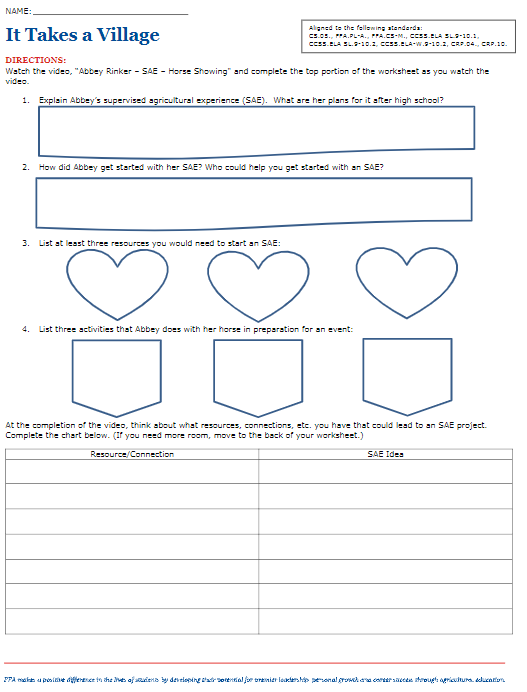 NAME:
Aligned to the following standards:
CS.05., FFA.PL-A., FFA.CS-M., CCSS.ELA SL.9-10.1,
CCSS.ELA SL.9-10.2, CCSS.ELA-W.9-10.2, CRP.04., CRP.10.
It Takes a Village
DIRECTIONS:
Watch the video, "Abbey Rinker – SAE – Horse Showing" and complete the top portion of the worksheet as you watch the
video.
1. Explain Abbey's supervised agricultural experience (SAE). What are her plans for it after high school?
2. How did Abbey get started with her SAE? Who could help you get started with an SAE?
3. List at least three resources you would need to start an SAE:
4. List three activities that Abbey does with her horse in preparation for an event:
At the completion of the video, think about what resources, connections, etc. you have that could lead to an SAE project.
Complete the chart below. (If you need more room, move to the back of your worksheet.)
Resource/Connection SAE Idea
FFA makes a positive difference in the lives of students by developing their potential for premier leadership, personal growth and career success through agricultural education.